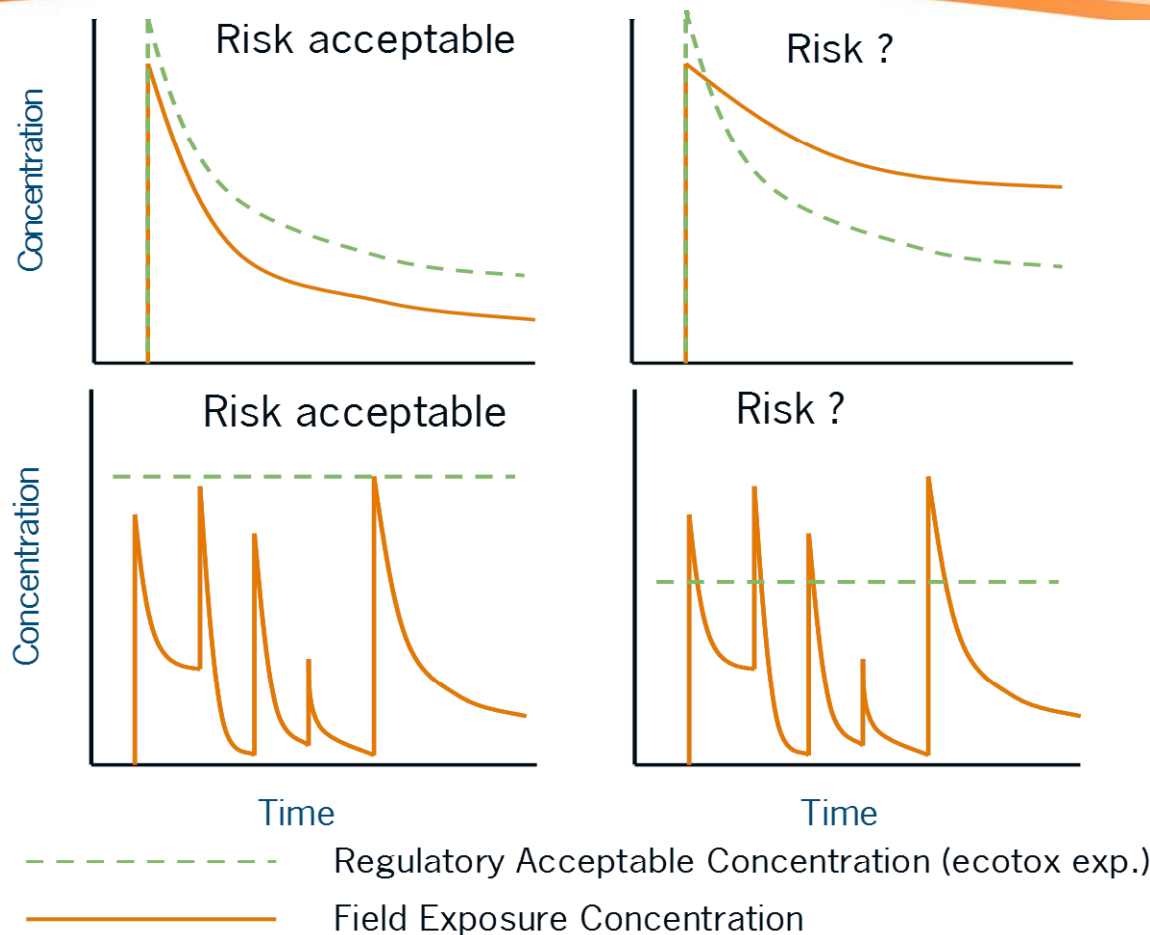 Risk acceptable
Risk ?
Concentration
Risk acceptable
Risk ?
Concentration
Time
Time
Regulatory Acceptable Concentration (ecotox exp.)
Field Exposure Concentration